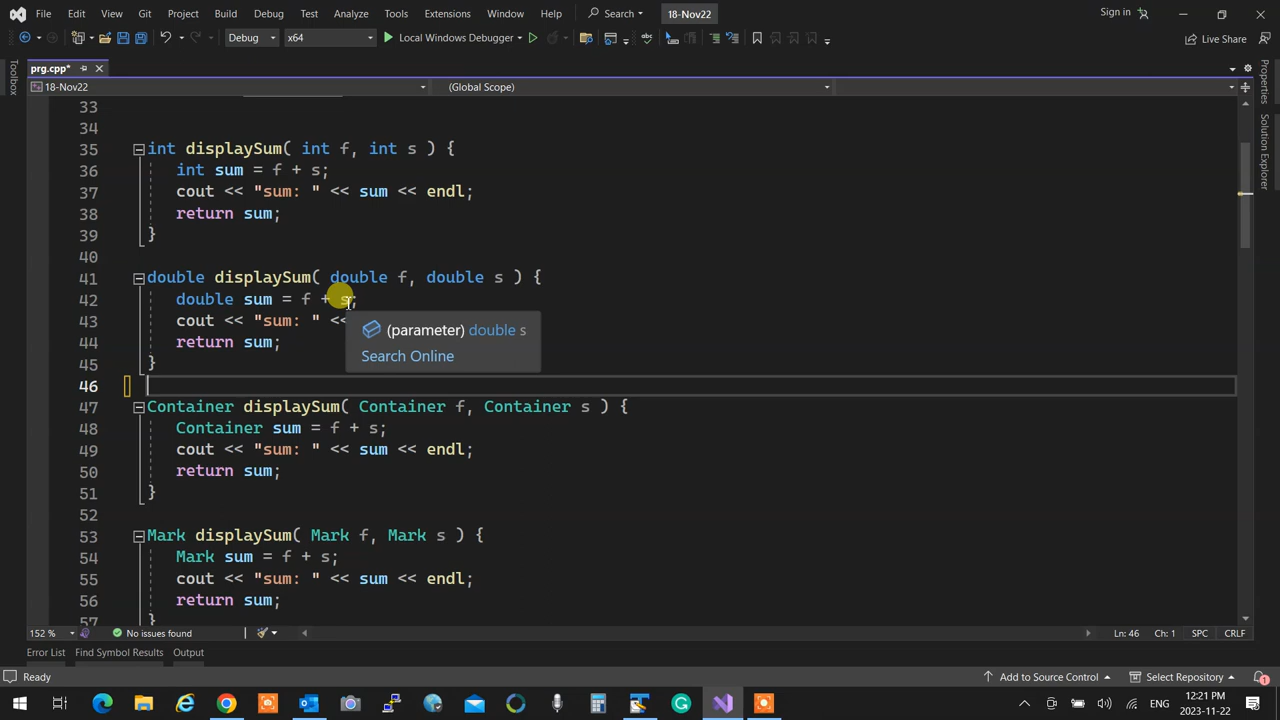 File Edit View Git Project Build Debug Test Analyze Tools Extensions Window Help Search 18-Nov22 Sign in
Debug x64 Local Windows Debugger Live Share
prg.cpp*
18-Nov22 (Global Scope)
Toolbox
Properties
Solution Explorer
33
34
35 int displaySum( int f, int s ) {
36 int sum = f + s;
37 cout << "sum: " << sum << endl;
38 return sum;
39 }
40
41 double displaySum( double f, double s ) {
42 double sum = f + s;
43 cout << "sum: " <<
(parameter) double s
44 return sum;
Search Online
45 }
46
47 Container displaySum( Container f, Container s ) {
48 Container sum = f + s;
49 cout << "sum: " << sum << endl;
50 return sum;
51 }
52
53 Mark displaySum( Mark f, Mark s ) {
54 Mark sum = f + s;
55 cout << "sum: " << sum << endl;
56 return sum;
57 }
152 % No issues found Ln: 46 Ch: 1 SPC CRLF
Error List Find Symbol Results Output
Ready Add to Source Control Select Repository 1
ENG 12:21 PM
2023-11-22